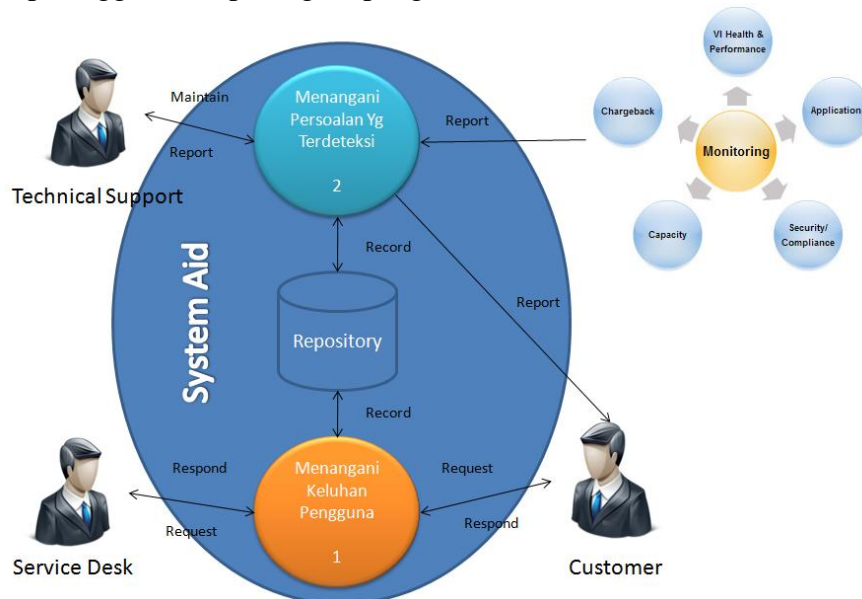 VI Health &
Performance
Chargeback
Application
Monitoring
Capacity
Security/
Compliance
Maintain
Report
Technical Support
Menangani
Persoalan Yg
Terdeteksi
2
Report
Record
System Aid
Repository
Report
Record
Respond
Request
Service Desk
Menangani
Keluhan
Pengguna
1
Request
Respond
Customer